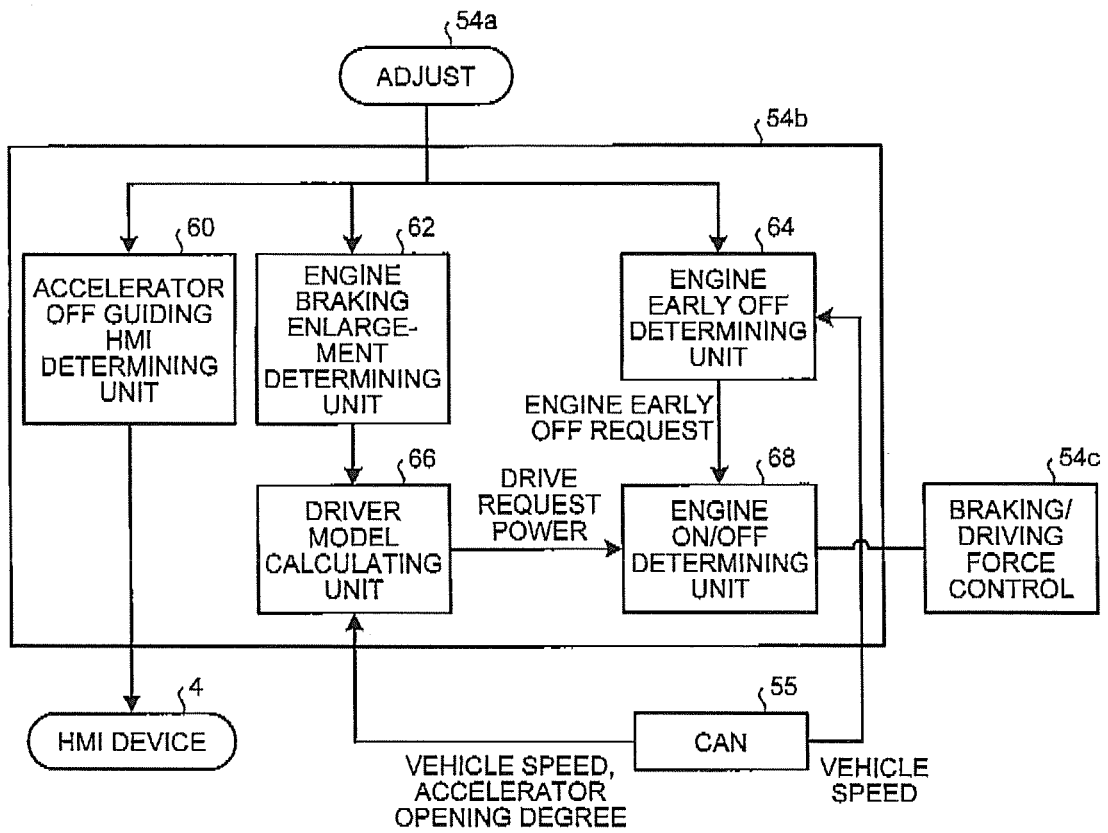 54a
ADJUST
54b
60
ACCELERATOR
OFF GUIDING
HMI
DETERMINING
UNIT
62
ENGINE
BRAKING
ENLARGE-
MENT
DETERMINING
UNIT
64
ENGINE
EARLY OFF
DETERMINING
UNIT
ENGINE EARLY
OFF REQUEST
66
DRIVER
MODEL
CALCULATING
UNIT
DRIVE
REQUEST
POWER
68
ENGINE
ON/OFF
DETERMINING
UNIT
54c
BRAKING/
DRIVING
FORCE
CONTROL
4
HMI DEVICE
55
CAN
VEHICLE SPEED,
ACCELERATOR
OPENING DEGREE
VEHICLE
SPEED